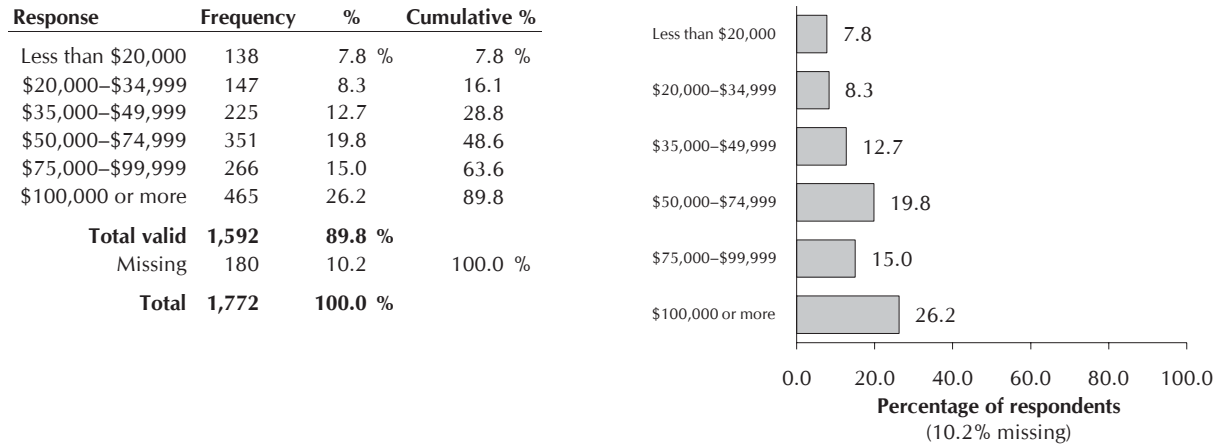 Response Frequency % Cumulative %
Less than $20,000 138 7.8 % 7.8 %
$20,000–$34,999 147 8.3 16.1
$35,000–$49,999 225 12.7 28.8
$50,000–$74,999 351 19.8 48.6
$75,000–$99,999 266 15.0 63.6
$100,000 or more 465 26.2 89.8
Total valid 1,592 89.8 %
Missing 180 10.2 100.0 %
Total 1,772 100.0 %
Less than $20,000 7.8
$20,000–$34,999 8.3
$35,000–$49,999 12.7
$50,000–$74,999 19.8
$75,000–$99,999 15.0
$100,000 or more 26.2
0.0 20.0 40.0 60.0 80.0 100.0
Percentage of respondents
(10.2% missing)